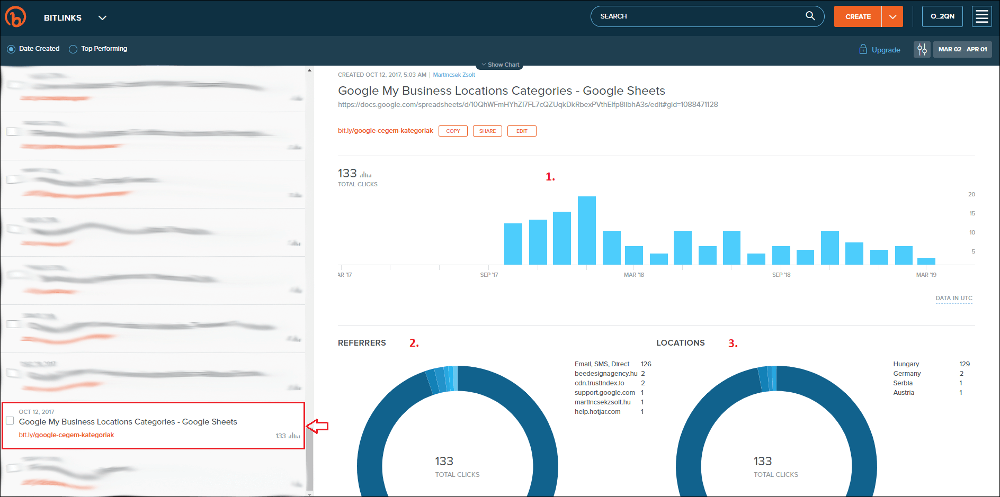 BITLINKS
SEARCH
CREATE
O_2QN
Date Created
Top Performing
Upgrade
MAR 02 - APR 01
Show Chart
CREATED OCT 12, 2017, 5:03 AM | Martincsek Zsolt
Google My Business Locations Categories - Google Sheets
https://docs.google.com/spreadsheets/d/10QhWFmHYhZI7FL7cQZUqkDkRbexPVthElfp8iibhA3s/edit#gid=1088471128
bit.ly/google-cegem-kategoriak
COPY
SHARE
EDIT
133
TOTAL CLICKS
1.
20
15
10
5
AR '17
SEP '17
MAR '18
SEP '18
MAR '19
DATA IN UTC
REFERRERS
2.
Email, SMS, Direct 126
beedesignagency.hu 2
cdn.trustindex.io 2
support.google.com 1
martincsekzsolt.hu 1
help.hotjar.com 1
133
TOTAL CLICKS
LOCATIONS
3.
Hungary 129
Germany 2
Serbia 1
Austria 1
133
TOTAL CLICKS
OCT 12, 2017
Google My Business Locations Categories - Google Sheets
bit.ly/google-cegem-kategoriak
133